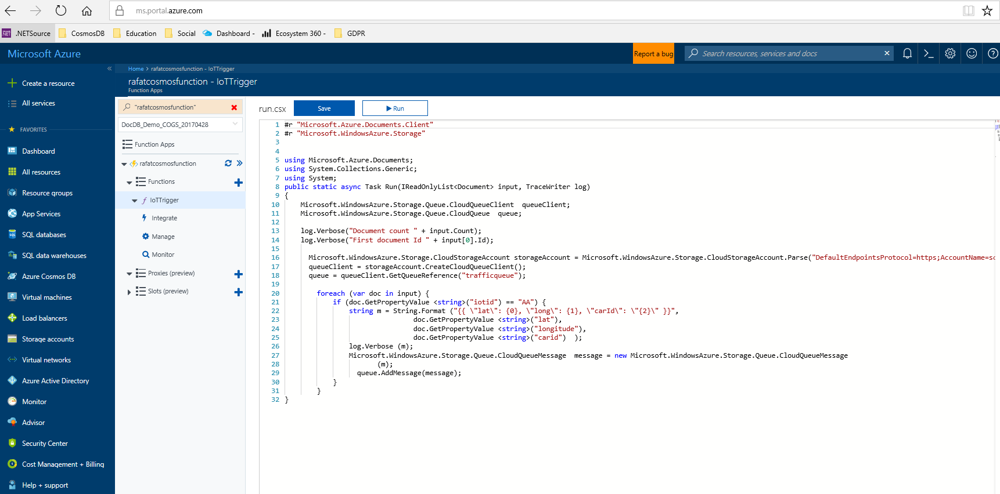 ms.portal.azure.com
.NETSource CosmosDB Education Social Dashboard - Ecosystem 360 - GDPR
Microsoft Azure
Report a bug
Search resources, services and docs
Home > rafatcosmosfunction - IoTTrigger
rafatcosmosfunction - IoTTrigger
Function Apps
Create a resource
All services
FAVORITES
Dashboard
All resources
Resource groups
App Services
SQL databases
SQL data warehouses
Azure Cosmos DB
Virtual machines
Load balancers
Storage accounts
Virtual networks
Azure Active Directory
Monitor
Advisor
Security Center
Cost Management + Billing
Help + support
"rafatcosmosfunction"
DocDB_Demo_COGS_20170428
Function Apps
rafatcosmosfunction
Functions
IoTTrigger
Integrate
Manage
Monitor
Proxies (preview)
Slots (preview)
run.csx Save Run
1 #r "Microsoft.Azure.Documents.Client"
2 #r "Microsoft.WindowsAzure.Storage"
3
4
5 using Microsoft.Azure.Documents;
6 using System.Collections.Generic;
7 using System;
8 public static async Task Run(IReadOnlyList<Document> input, TraceWriter log)
9 {
10 Microsoft.WindowsAzure.Storage.Queue.CloudQueueClient queueClient;
11 Microsoft.WindowsAzure.Storage.Queue.CloudQueue queue;
12
13 log.Verbose("Document count " + input.Count);
14 log.Verbose("First document Id " + input[0].Id);
15
16 Microsoft.WindowsAzure.Storage.CloudStorageAccount storageAccount = Microsoft.WindowsAzure.Storage.CloudStorageAccount.Parse("DefaultEndpointsProtocol=https;AccountName=sc
17 queueClient = storageAccount.CreateCloudQueueClient();
18 queue = queueClient.GetQueueReference("trafficqueue");
19
20 foreach (var doc in input) {
21 if (doc.GetPropertyValue <string>("iotid") == "AA") {
22 string m = String.Format ("{{ \"lat\": {0}, \"long\": {1}, \"carId\": \"{2}\" }}",
23 doc.GetPropertyValue <string>("lat"),
24 doc.GetPropertyValue <string>("longitude"),
25 doc.GetPropertyValue <string>("carid") );
26 log.Verbose (m);
27 Microsoft.WindowsAzure.Storage.Queue.CloudQueueMessage message = new Microsoft.WindowsAzure.Storage.Queue.CloudQueueMessage
28 (m);
29 queue.AddMessage(message);
30 }
31 }
32 }